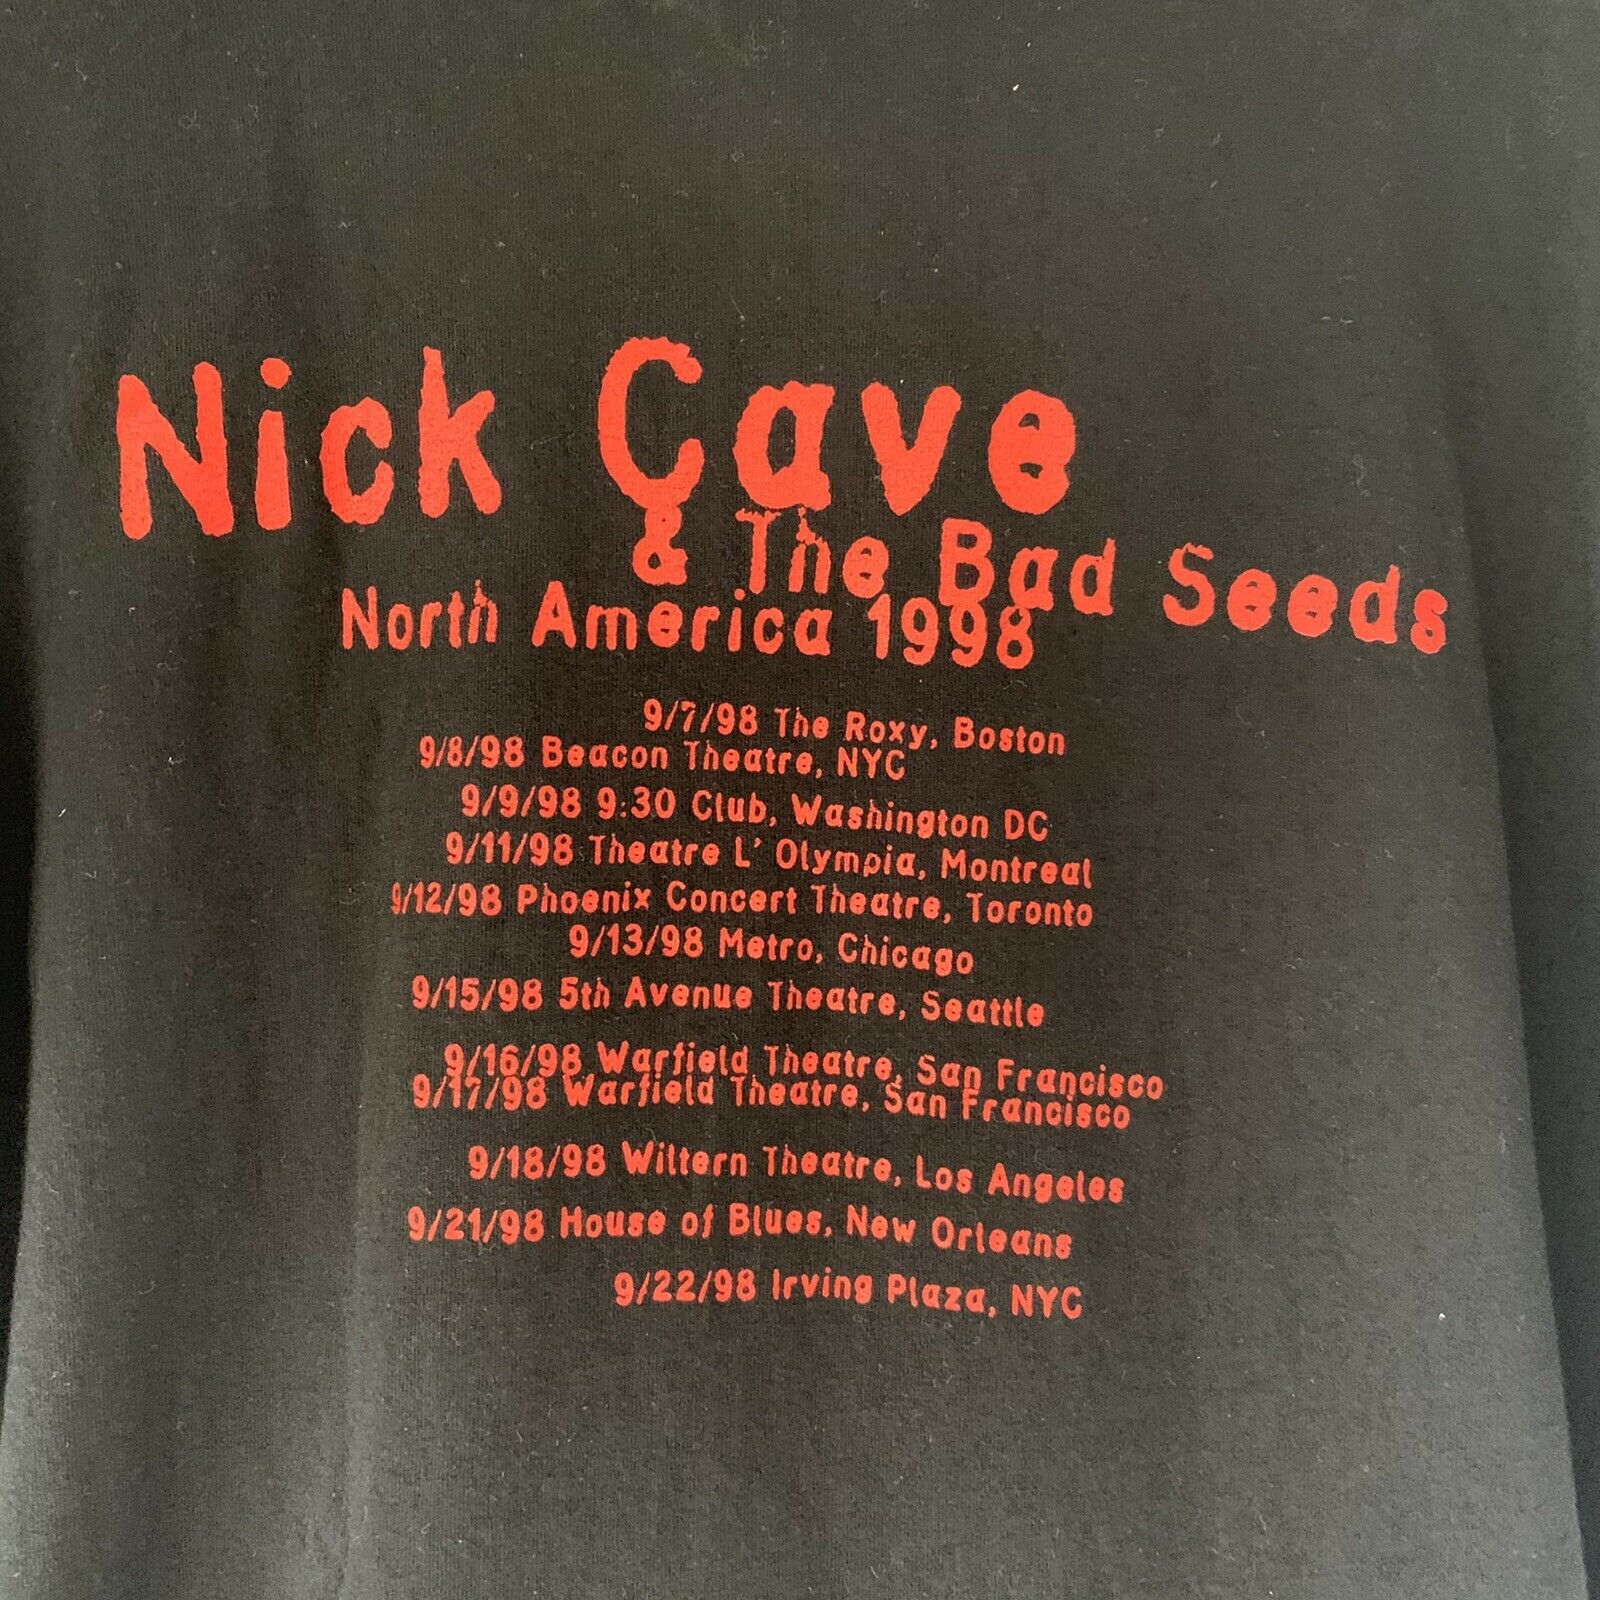 Nick Cave
& The Bad Seeds
North America 1998
9/7/98 The Roxy, Boston
9/8/98 Beacon Theatre, NYC
9/9/98 9:30 Club, Washington DC
9/11/98 Theatre L' Olympia, Montreal
9/12/98 Phoenix Concert Theatre, Toronto
9/13/98 Metro, Chicago
9/15/98 5th Avenue Theatre, Seattle
9/16/98 Warfield Theatre, San Francisco
9/17/98 Warfield Theatre, San Francisco
9/18/98 Wiltern Theatre, Los Angeles
9/21/98 House of Blues, New Orleans
9/22/98 Irving Plaza, NYC